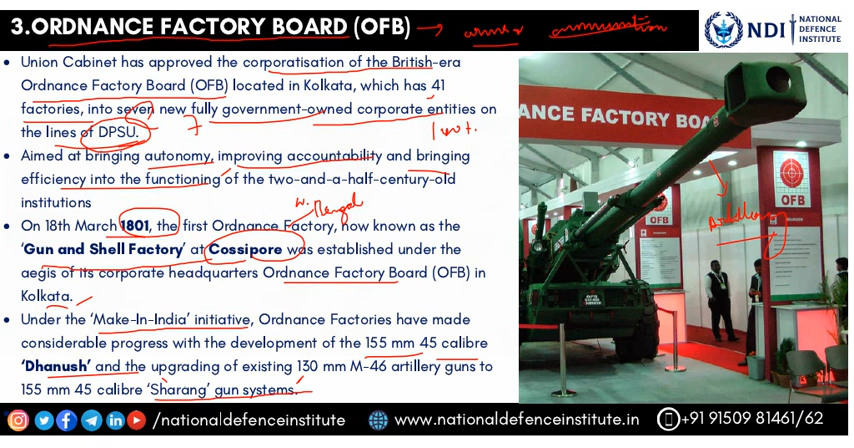 3.ORDNANCE FACTORY BOARD (OFB)
NDI
NATIONAL
DEFENCE
INSTITUTE
• Union Cabinet has approved the corporatisation of the British-era
Ordnance Factory Board (OFB) located in Kolkata, which has 41
factories, into seven new fully government-owned corporate entities on
the lines of DPSU.
7
1 Govt.
• Aimed at bringing autonomy, improving accountability and bringing
efficiency into the functioning of the two-and-a-half-century-old
institutions
W. Bengal
• On 18th March 1801, the first Ordnance Factory, now known as the
'Gun and Shell Factory' at Cossipore was established under the
aegis of its corporate headquarters Ordnance Factory Board (OFB) in
Kolkata.
• Under the 'Make-In-India' initiative, Ordnance Factories have made
considerable progress with the development of the 155 mm 45 calibre
'Dhanush' and the upgrading of existing 130 mm M-46 artillery guns to
155 mm 45 calibre 'Sharang' gun systems.
ANCE FACTORY BOA
OFB
OFB
/nationaldefenceinstitute
www.nationaldefenceinstitute.in
+91 91509 81461/62